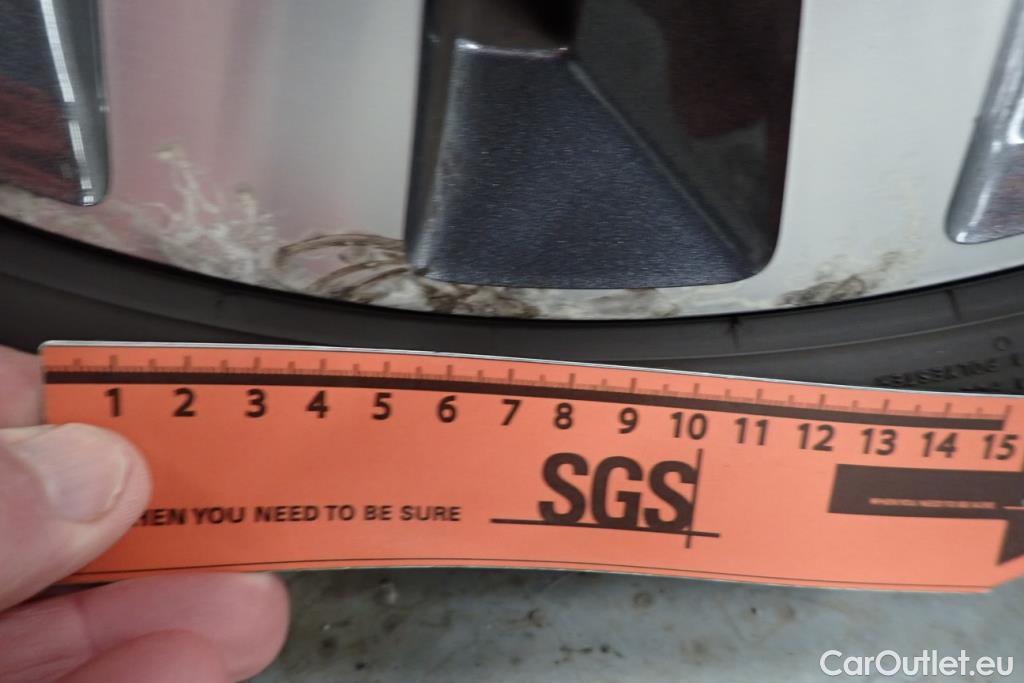 1 2 3 4 5 6 7 8 9 10 11 12 13 14 15
SGS
HEN YOU NEED TO BE SURE
CarOutlet.eu